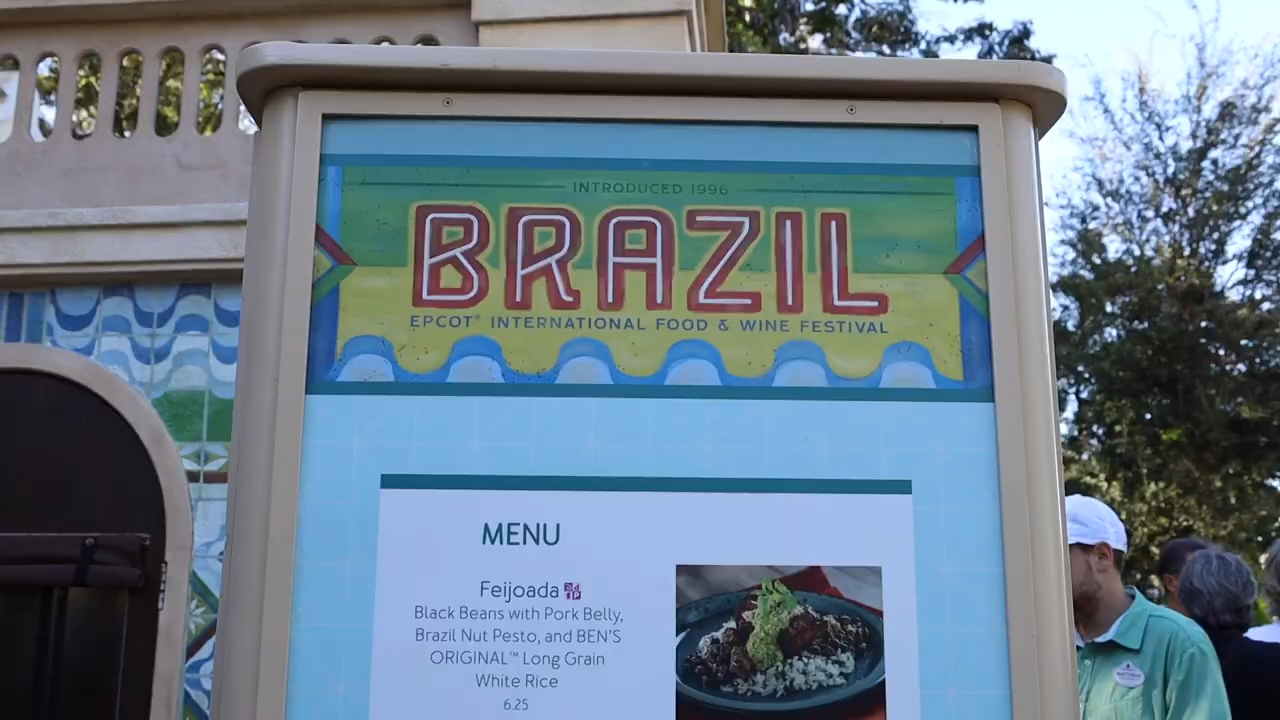 INTRODUCED 1996
BRAZIL
EPCOT® INTERNATIONAL FOOD & WINE FESTIVAL
MENU
Feijoada
Black Beans with Pork Belly,
Brazil Nut Pesto, and BEN'S
ORIGINAL™ Long Grain
White Rice
6.25